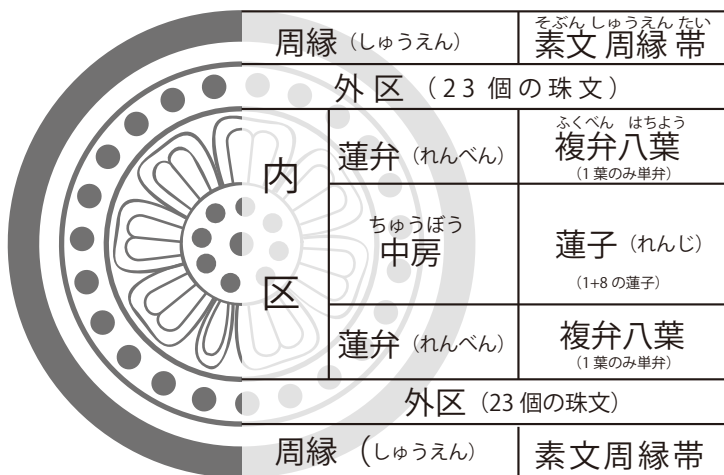 そぶん しゅうえん たい
周縁（しゅうえん） 素文 周縁 帯
外区（23 個の珠文）
ふくべん はちよう
蓮弁（れんべん） 複弁八葉
（1 葉のみ単弁）
内区
ちゅうぼう
中房 蓮子（れんじ）
（1+8 の蓮子）
蓮弁（れんべん） 複弁八葉
（1 葉のみ単弁）
外区（23 個の珠文）
周縁（しゅうえん） 素文周縁帯